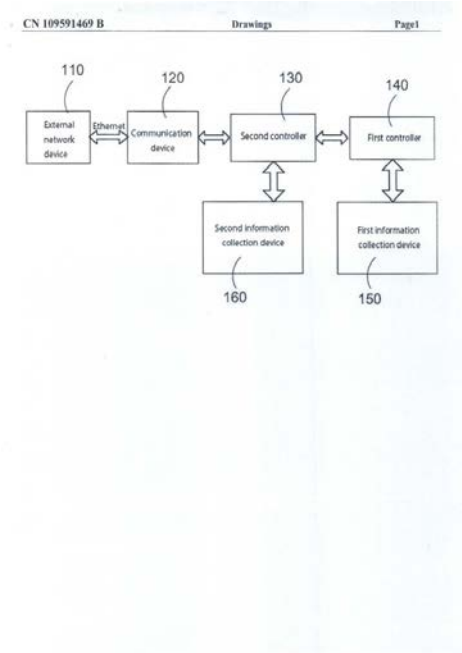 CN 109591469 B Drawings Page1
110
120
130
140
External
network
device
Ethernet
Communication
device
Second controller
First controller
Second information
collection device
First information
collection device
160
150